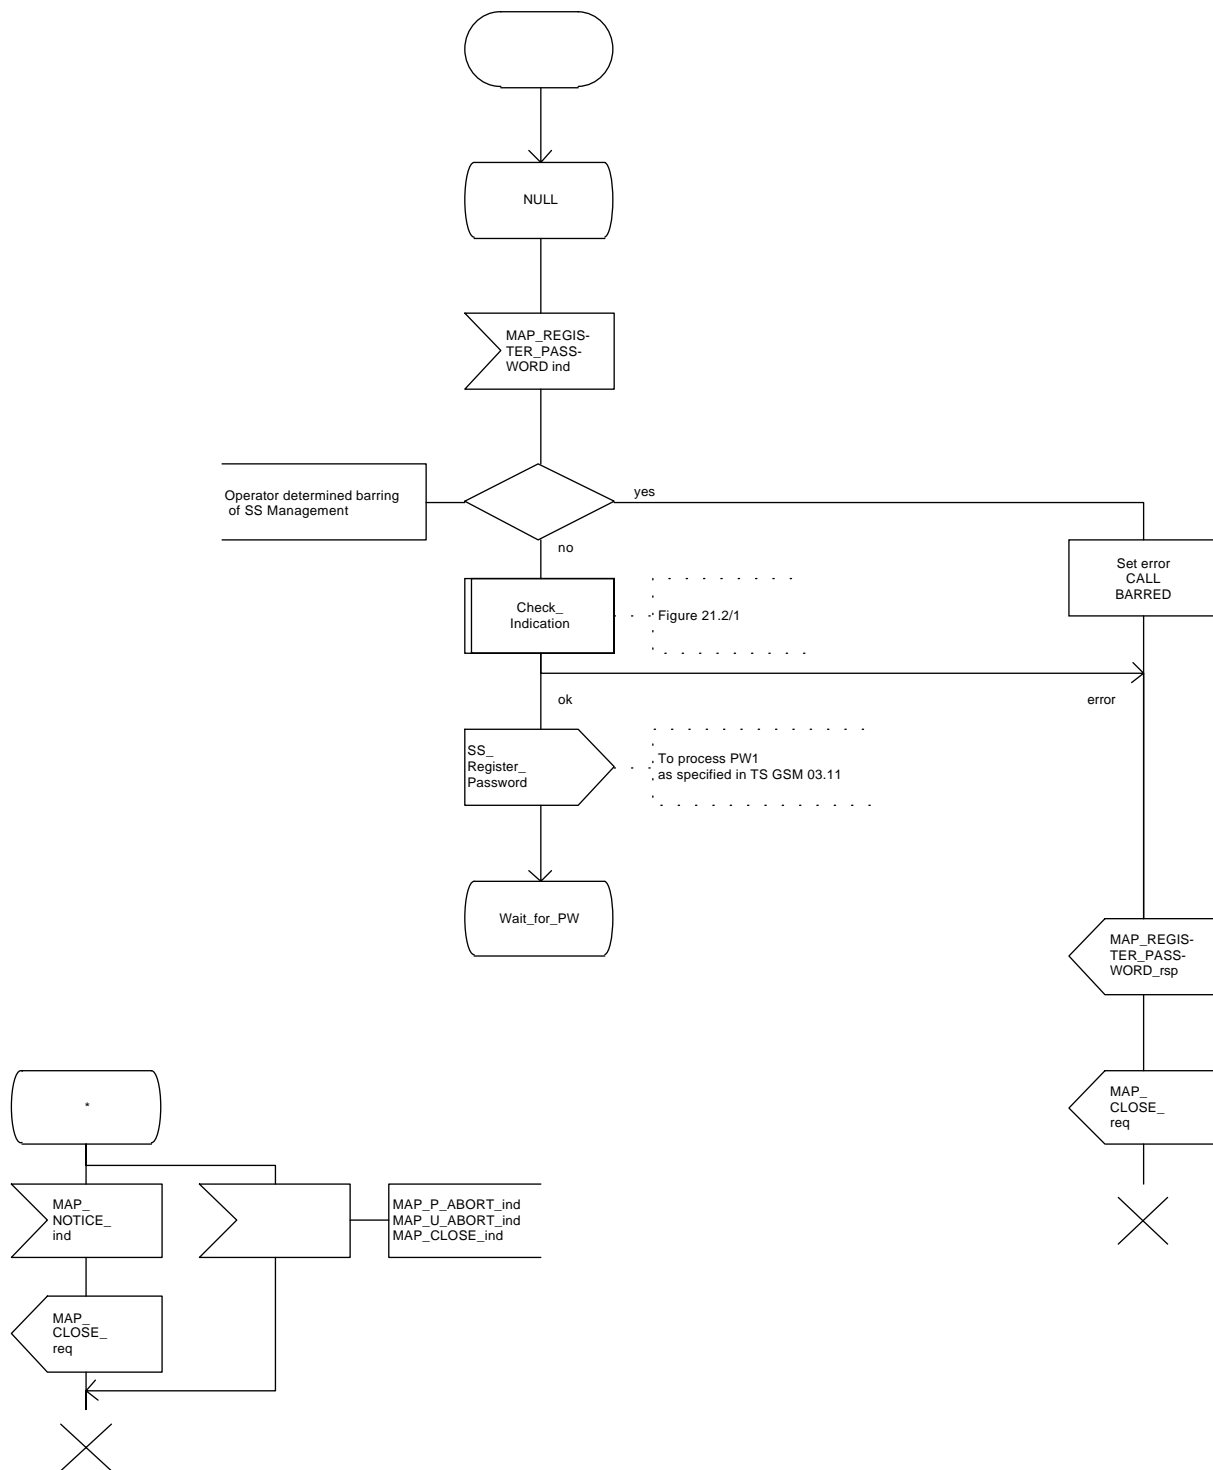 NULL
MAP_REGIS-
TER_PASS-
WORD ind
Operator determined barring
of SS Management
yes
no
Set error
CALL
BARRED
Check_
Indication
Figure 21.2/1
ok
error
SS_
Register_
Password
To process PW1
as specified in TS GSM 03.11
Wait_for_PW
MAP_REGIS-
TER_PASS-
WORD_rsp
MAP_
CLOSE_
req
*
MAP_
NOTICE_
ind
MAP_P_ABORT_ind
MAP_U_ABORT_ind
MAP_CLOSE_ind
MAP_
CLOSE_
req